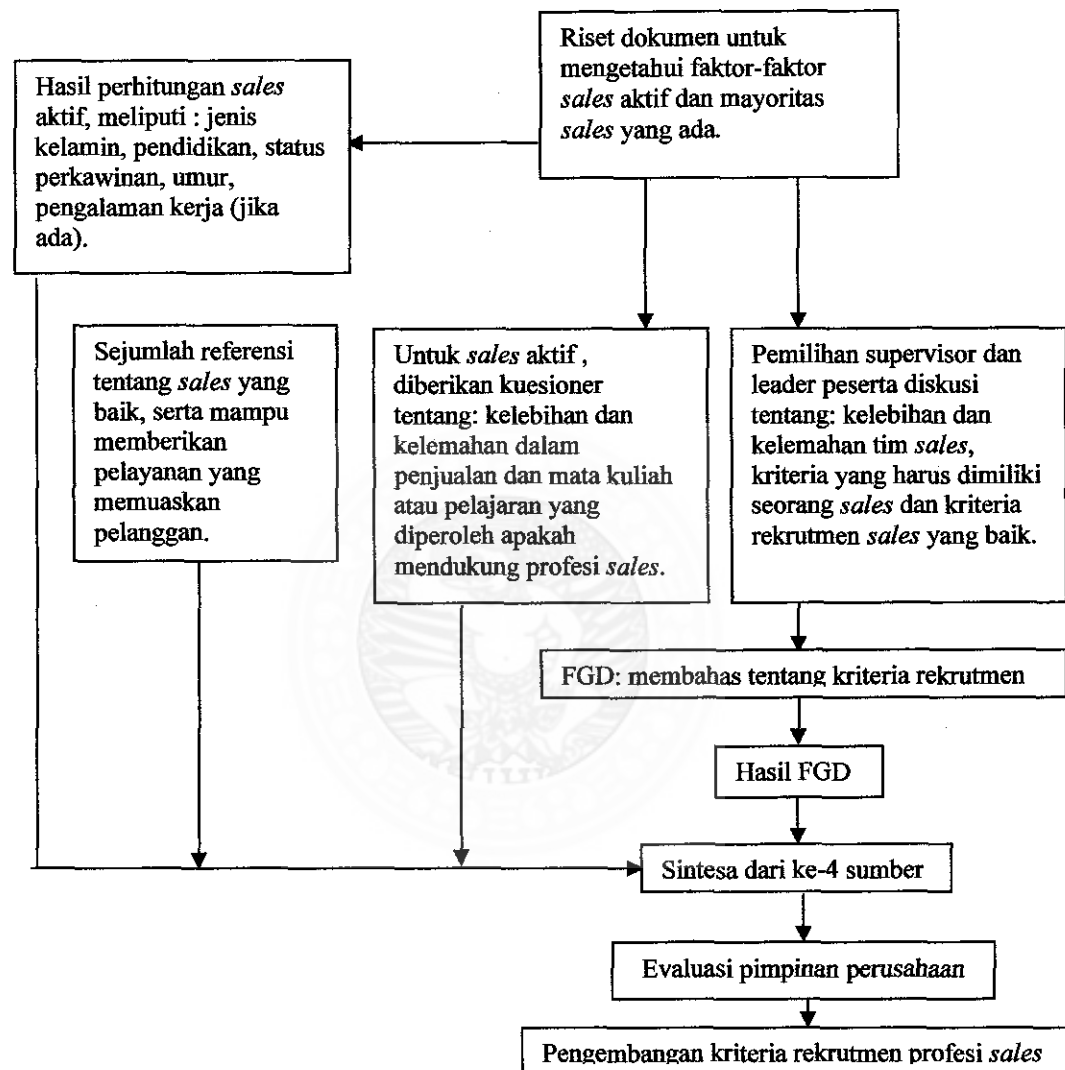 Riset dokumen untuk
mengetahui faktor-faktor
sales aktif dan mayoritas
sales yang ada.
Hasil perhitungan sales
aktif, meliputi : jenis
kelamin, pendidikan, status
perkawinan, umur,
pengalaman kerja (jika
ada).
Sejumlah referensi
tentang sales yang
baik, serta mampu
memberikan
pelayanan yang
memuaskan
pelanggan.
Untuk sales aktif ,
diberikan kuesioner
tentang: kelebihan dan
kelemahan dalam
penjualan dan mata kuliah
atau pelajaran yang
diperoleh apakah
mendukung profesi sales.
Pemilihan supervisor dan
leader peserta diskusi
tentang: kelebihan dan
kelemahan tim sales,
kriteria yang harus dimiliki
seorang sales dan kriteria
rekrutmen sales yang baik.
FGD: membahas tentang kriteria rekrutmen
Hasil FGD
Sintesa dari ke-4 sumber
Evaluasi pimpinan perusahaan
Pengembangan kriteria rekrutmen profesi sales